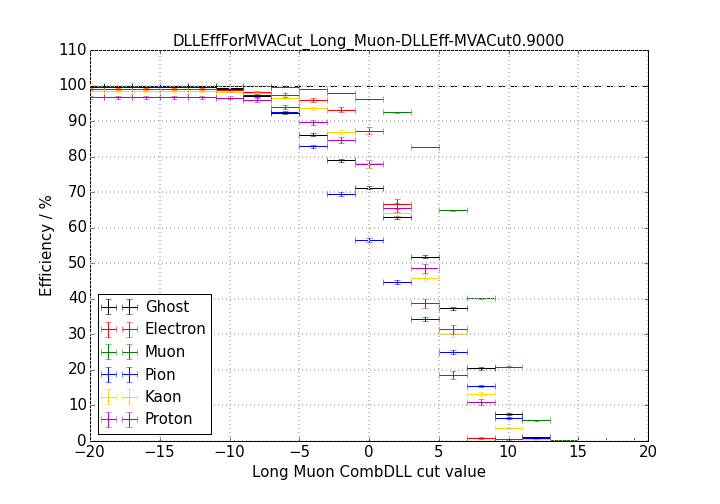 DLLEffForMVACut_Long_Muon-DLLEff-MVACut0.9000
110
100
90
80
70
60
50
40
30
20
10
0
Efficiency / %
Ghost
Electron
Muon
Pion
Kaon
Proton
−20 −15 −10 −5 0 5 10 15 20
Long Muon CombDLL cut value